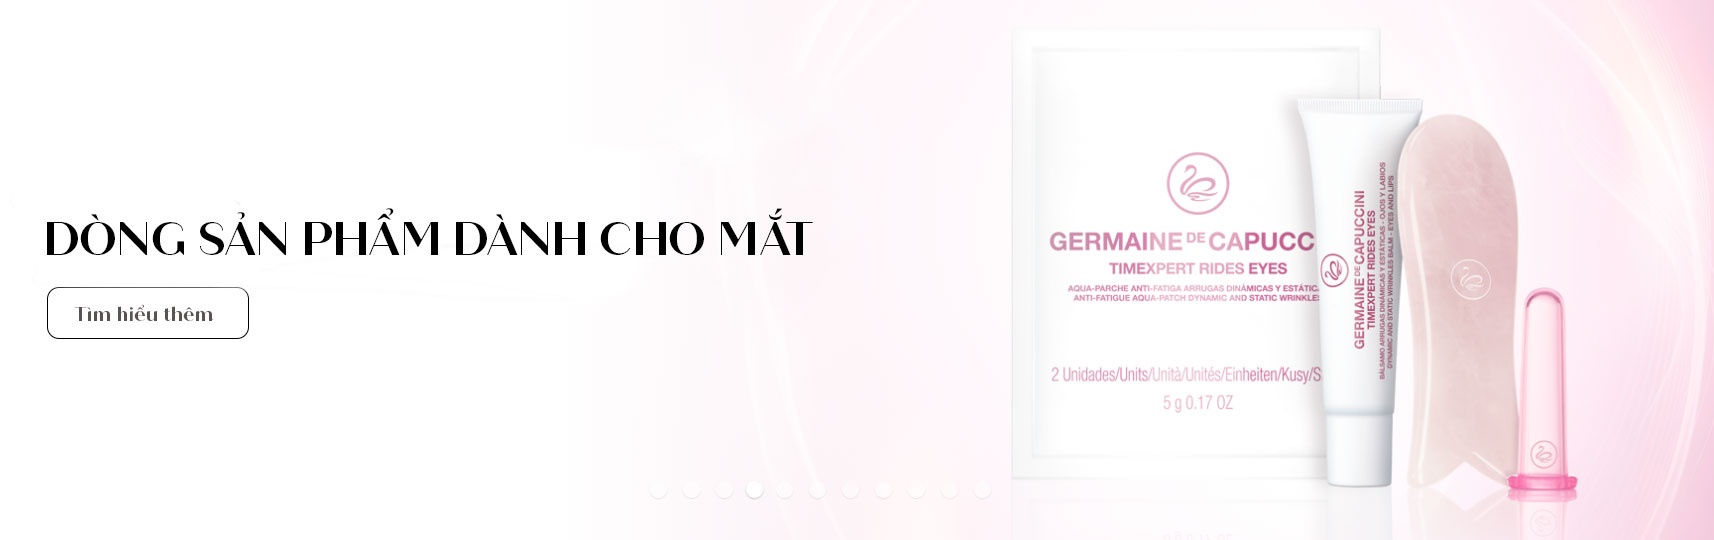 DÒNG SẢN PHẨM DÀNH CHO MẮT
Tìm hiểu thêm
GERMAINE DE CAPUCC
TIMEXPERT RIDES EYES
AQUA-PARCHE ANTI-FATIGA ARRUGAS DINÁMICAS Y ESTÁTIC
ANTI-FATIGUE AQUA-PATCH DYNAMIC AND STATIC WRINKLES
2 Unidades/Units/Unità/Unités/Einheiten/Kusy/S
5 g 0.17 OZ
GERMAINE DE CAPUCCINI
TIMEXPERT RIDES EYES
BÁLSAMO ARRUGAS DINÁMICAS Y ESTÁTICAS - OJOS Y LABIOS
DYNAMIC AND STATIC WRINKLES BALM - EYES AND LIPS